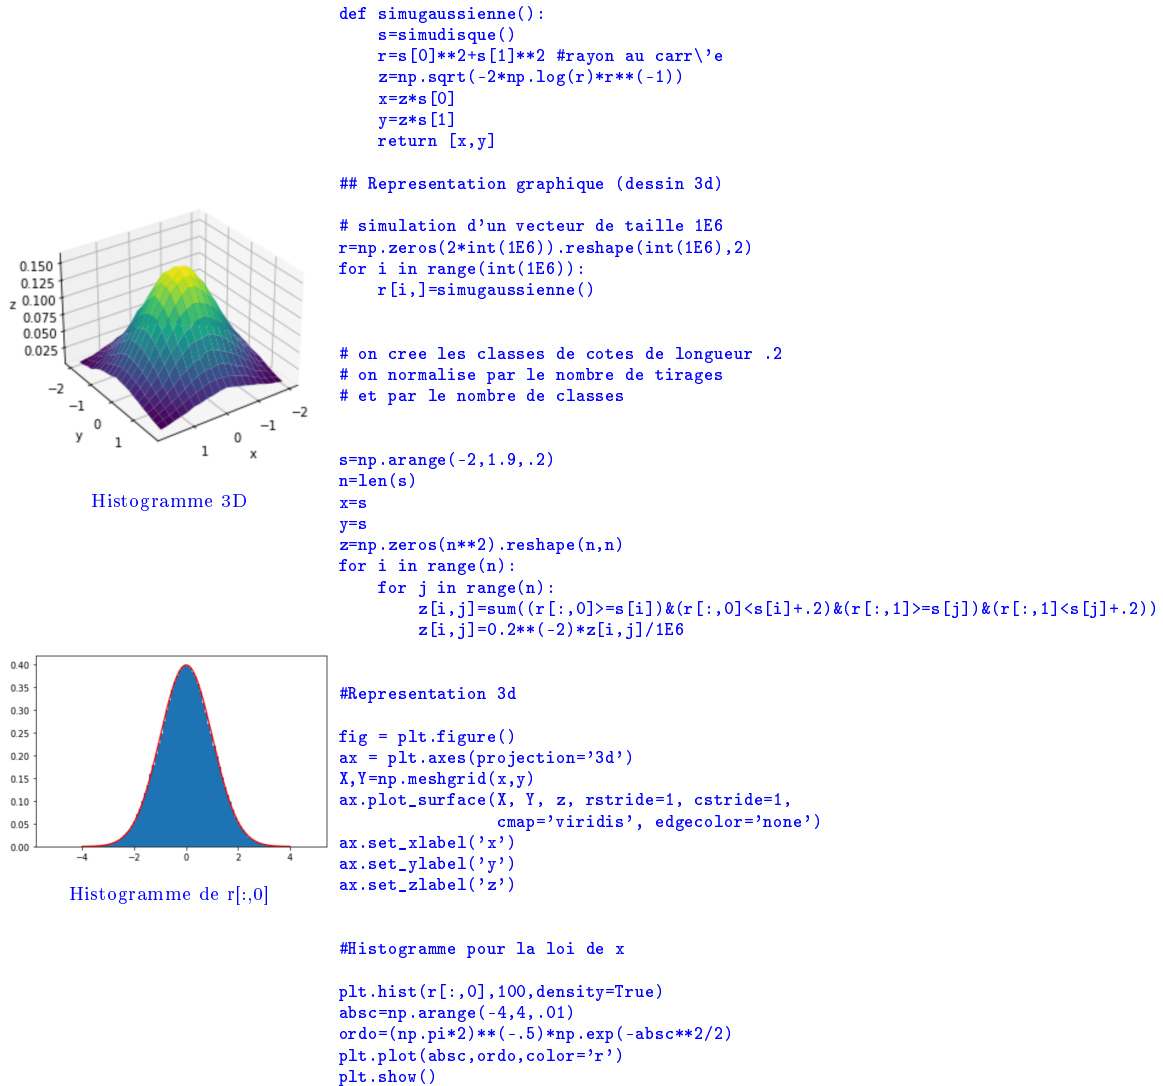 def simugaussienne():
    s=simudisque()
    r=s[0]**2+s[1]**2 #rayon au carr\'e
    z=np.sqrt(-2*np.log(r)*r**(-1))
    x=z*s[0]
    y=z*s[1]
    return [x,y]
## Representation graphique (dessin 3d)
# simulation d'un vecteur de taille 1E6
r=np.zeros(2*int(1E6)).reshape(int(1E6),2)
for i in range(int(1E6)):
    r[i,]=simugaussienne()
# on cree les classes de cotes de longueur .2
# on normalise par le nombre de tirages
# et par le nombre de classes
s=np.arange(-2,1.9,.2)
n=len(s)
x=s
y=s
z=np.zeros(n**2).reshape(n,n)
for i in range(n):
    for j in range(n):
        z[i,j]=sum((r[:,0]>=s[i])&(r[:,0]<s[i]+.2)&(r[:,1]>=s[j])&(r[:,1]<s[j]+.2))
        z[i,j]=0.2**(-2)*z[i,j]/1E6
#Representation 3d
fig = plt.figure()
ax = plt.axes(projection='3d')
X,Y=np.meshgrid(x,y)
ax.plot_surface(X, Y, z, rstride=1, cstride=1,
                cmap='viridis', edgecolor='none')
ax.set_xlabel('x')
ax.set_ylabel('y')
ax.set_zlabel('z')
#Histogramme pour la loi de x
plt.hist(r[:,0],100,density=True)
absc=np.arange(-4,4,.01)
ordo=(np.pi*2)**(-.5)*np.exp(-absc**2/2)
plt.plot(absc,ordo,color='r')
plt.show()
0.150
0.125
0.100
0.075
0.050
0.025
z
−2
−1
0
1
y
1
0
−1
−2
x
Histogramme 3D
0.40
0.35
0.30
0.25
0.20
0.15
0.10
0.05
0.00
−4 −2 0 2 4
Histogramme de r[:,0]